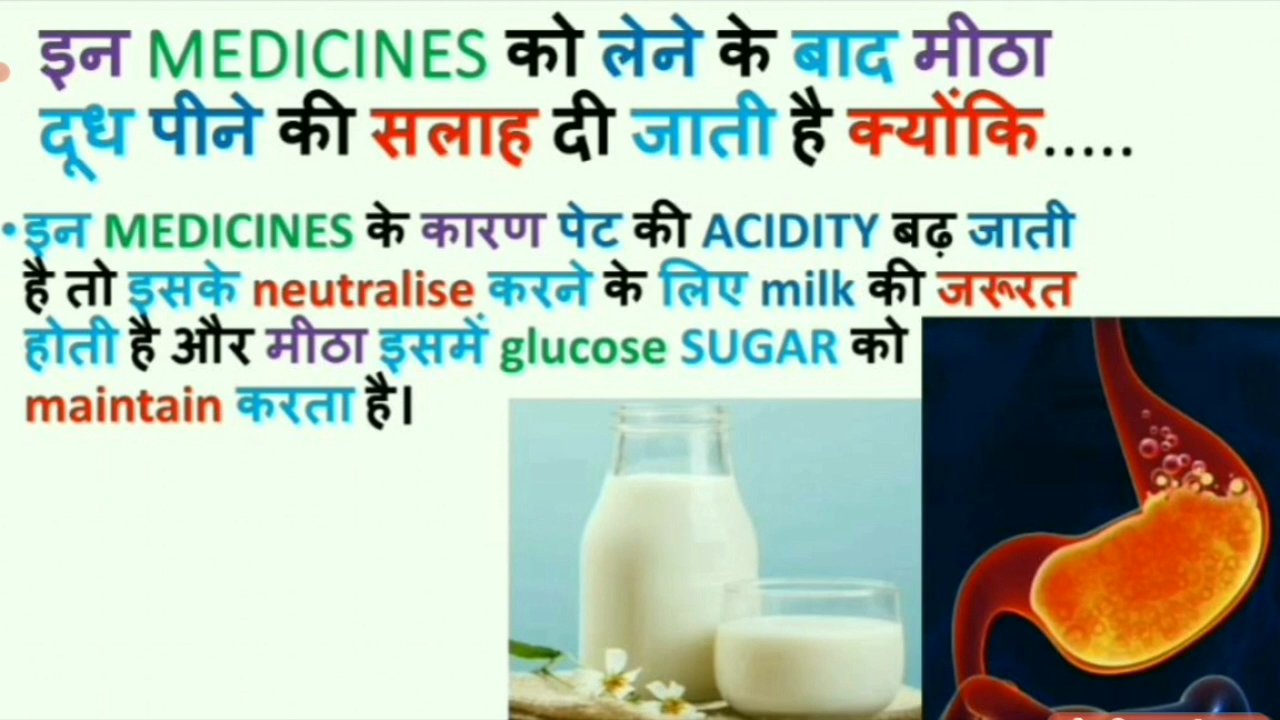 इन MEDICINES को लेने के बाद मीठा
दूध पीने की सलाह दी जाती है क्योंकि.....
•इन MEDICINES के कारण पेट की ACIDITY बढ़ जाती
है तो इसके neutralise करने के लिए milk की जरूरत
होती है और मीठा इसमें glucose SUGAR को
maintain करता है।